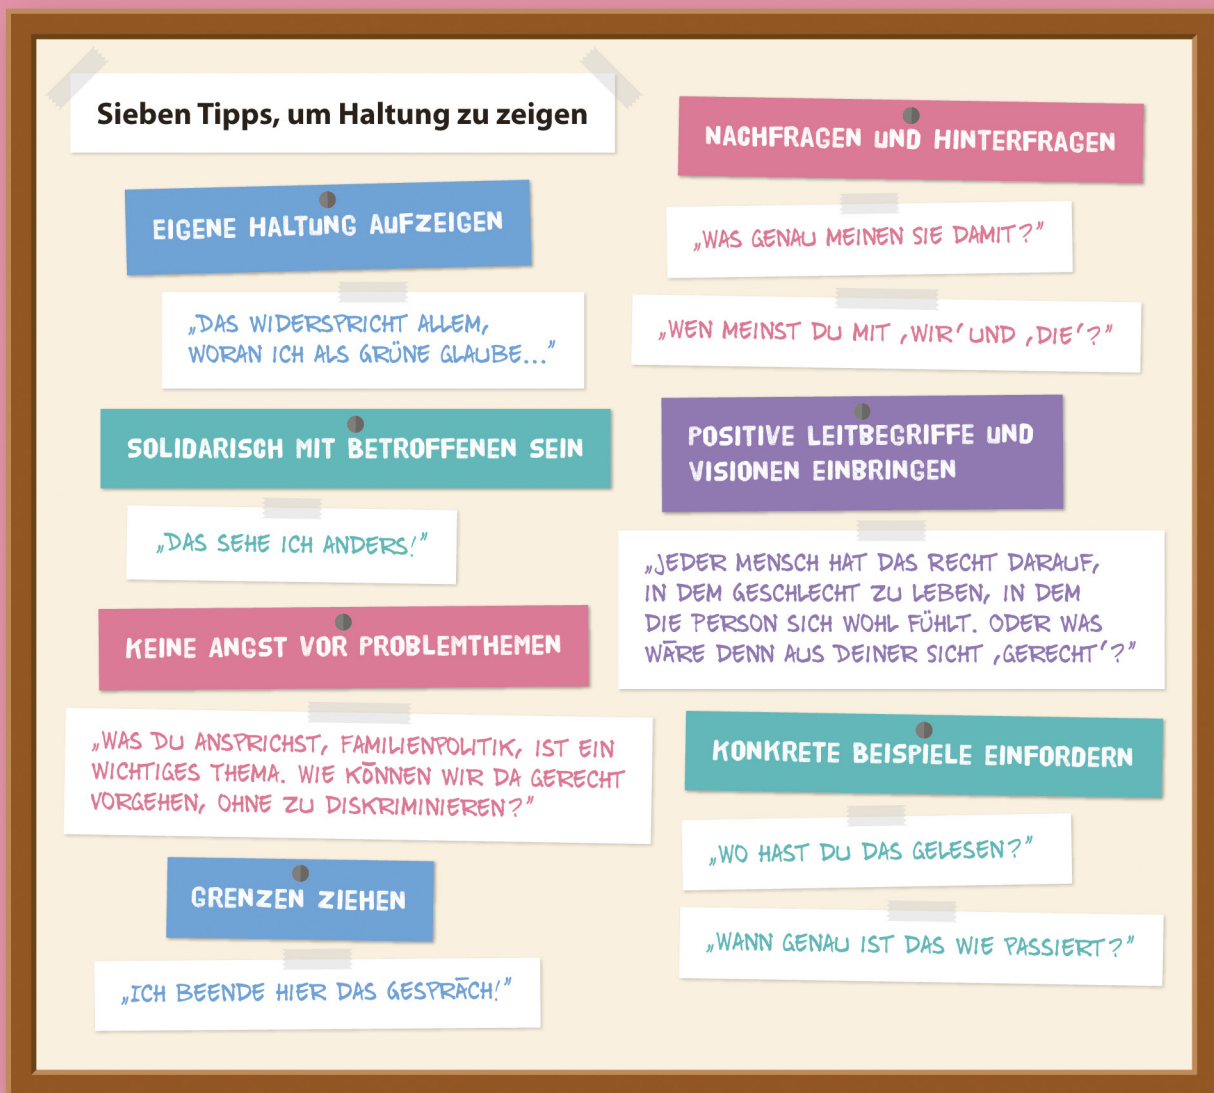 Sieben Tipps, um Haltung zu zeigen
EIGENE HALTUNG AUFZEIGEN
„DAS WIDERSPRICHT ALLEM,
WORAN ICH ALS GRÜNE GLAUBE..."
SOLIDARISCH MIT BETROFFENEN SEIN
„DAS SEHE ICH ANDERS!"
KEINE ANGST VOR PROBLEMTHEMEN
„WAS DU ANSPRICHST, FAMILIENPOLITIK, IST EIN
WICHTIGES THEMA. WIE KÖNNEN WIR DA GERECHT
VORGEHEN, OHNE ZU DISKRIMINIEREN?"
GRENZEN ZIEHEN
„ICH BEENDE HIER DAS GESPRÄCH!"
NACHFRAGEN UND HINTERFRAGEN
„WAS GENAU MEINEN SIE DAMIT?"
„WEN MEINST DU MIT ‚WIR' UND ‚DIE'?"
POSITIVE LEITBEGRIFFE UND
VISIONEN EINBRINGEN
„JEDER MENSCH HAT DAS RECHT DARAUF,
IN DEM GESCHLECHT ZU LEBEN, IN DEM
DIE PERSON SICH WOHL FÜHLT. ODER WAS
WÄRE DENN AUS DEINER SICHT ‚GERECHT'?"
KONKRETE BEISPIELE EINFORDERN
„WO HAST DU DAS GELESEN?"
„WANN GENAU IST DAS WIE PASSIERT?"